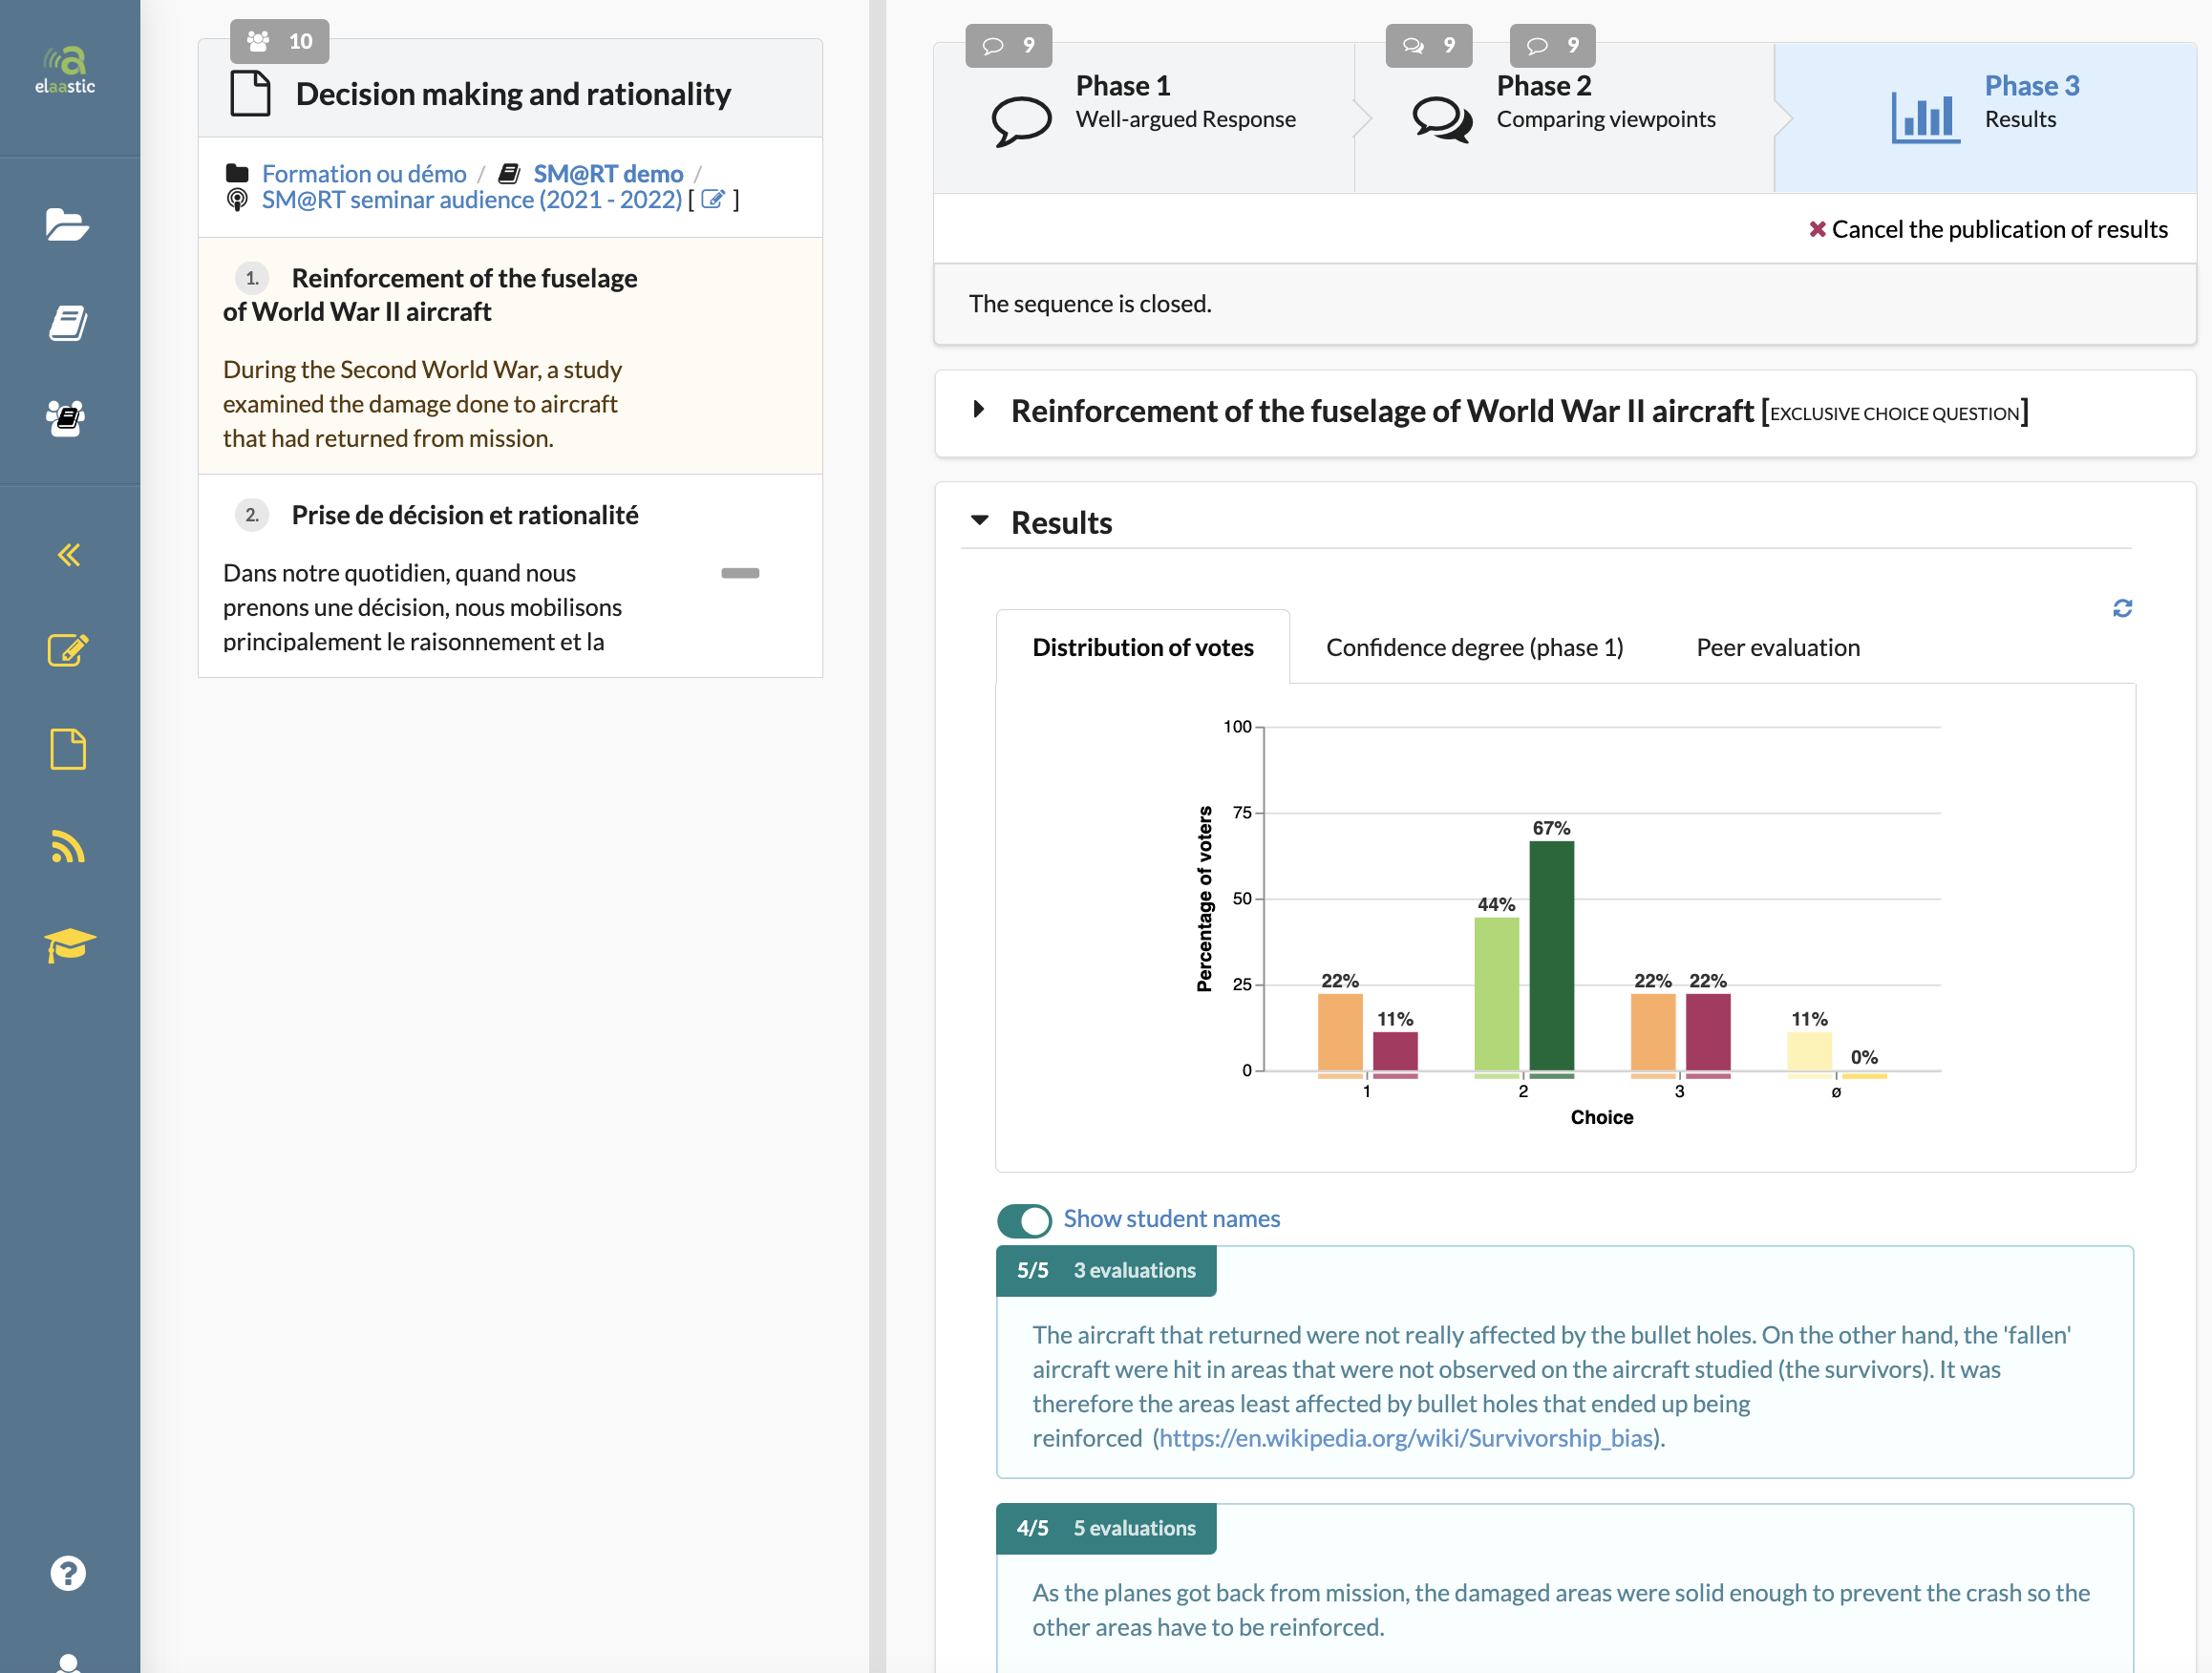 elaastic
10
Decision making and rationality
Formation ou démo / SM@RT demo /
SM@RT seminar audience (2021 - 2022) [ ]
1. Reinforcement of the fuselage
of World War II aircraft
During the Second World War, a study
examined the damage done to aircraft
that had returned from mission.
2. Prise de décision et rationalité
Dans notre quotidien, quand nous
prenons une décision, nous mobilisons
principalement le raisonnement et la
9
Phase 1
Well-argued Response
9
9
Phase 2
Comparing viewpoints
Phase 3
Results
Cancel the publication of results
The sequence is closed.
Reinforcement of the fuselage of World War II aircraft [EXCLUSIVE CHOICE QUESTION]
Results
Distribution of votes
Confidence degree (phase 1)
Peer evaluation
100
75
50
25
0
Percentage of voters
22%
11%
44%
67%
22%
22%
11%
0%
1
2
3
ø
Choice
Show student names
5/5 3 evaluations
The aircraft that returned were not really affected by the bullet holes. On the other hand, the 'fallen'
aircraft were hit in areas that were not observed on the aircraft studied (the survivors). It was
therefore the areas least affected by bullet holes that ended up being
reinforced (https://en.wikipedia.org/wiki/Survivorship_bias).
4/5 5 evaluations
As the planes got back from mission, the damaged areas were solid enough to prevent the crash so the
other areas have to be reinforced.